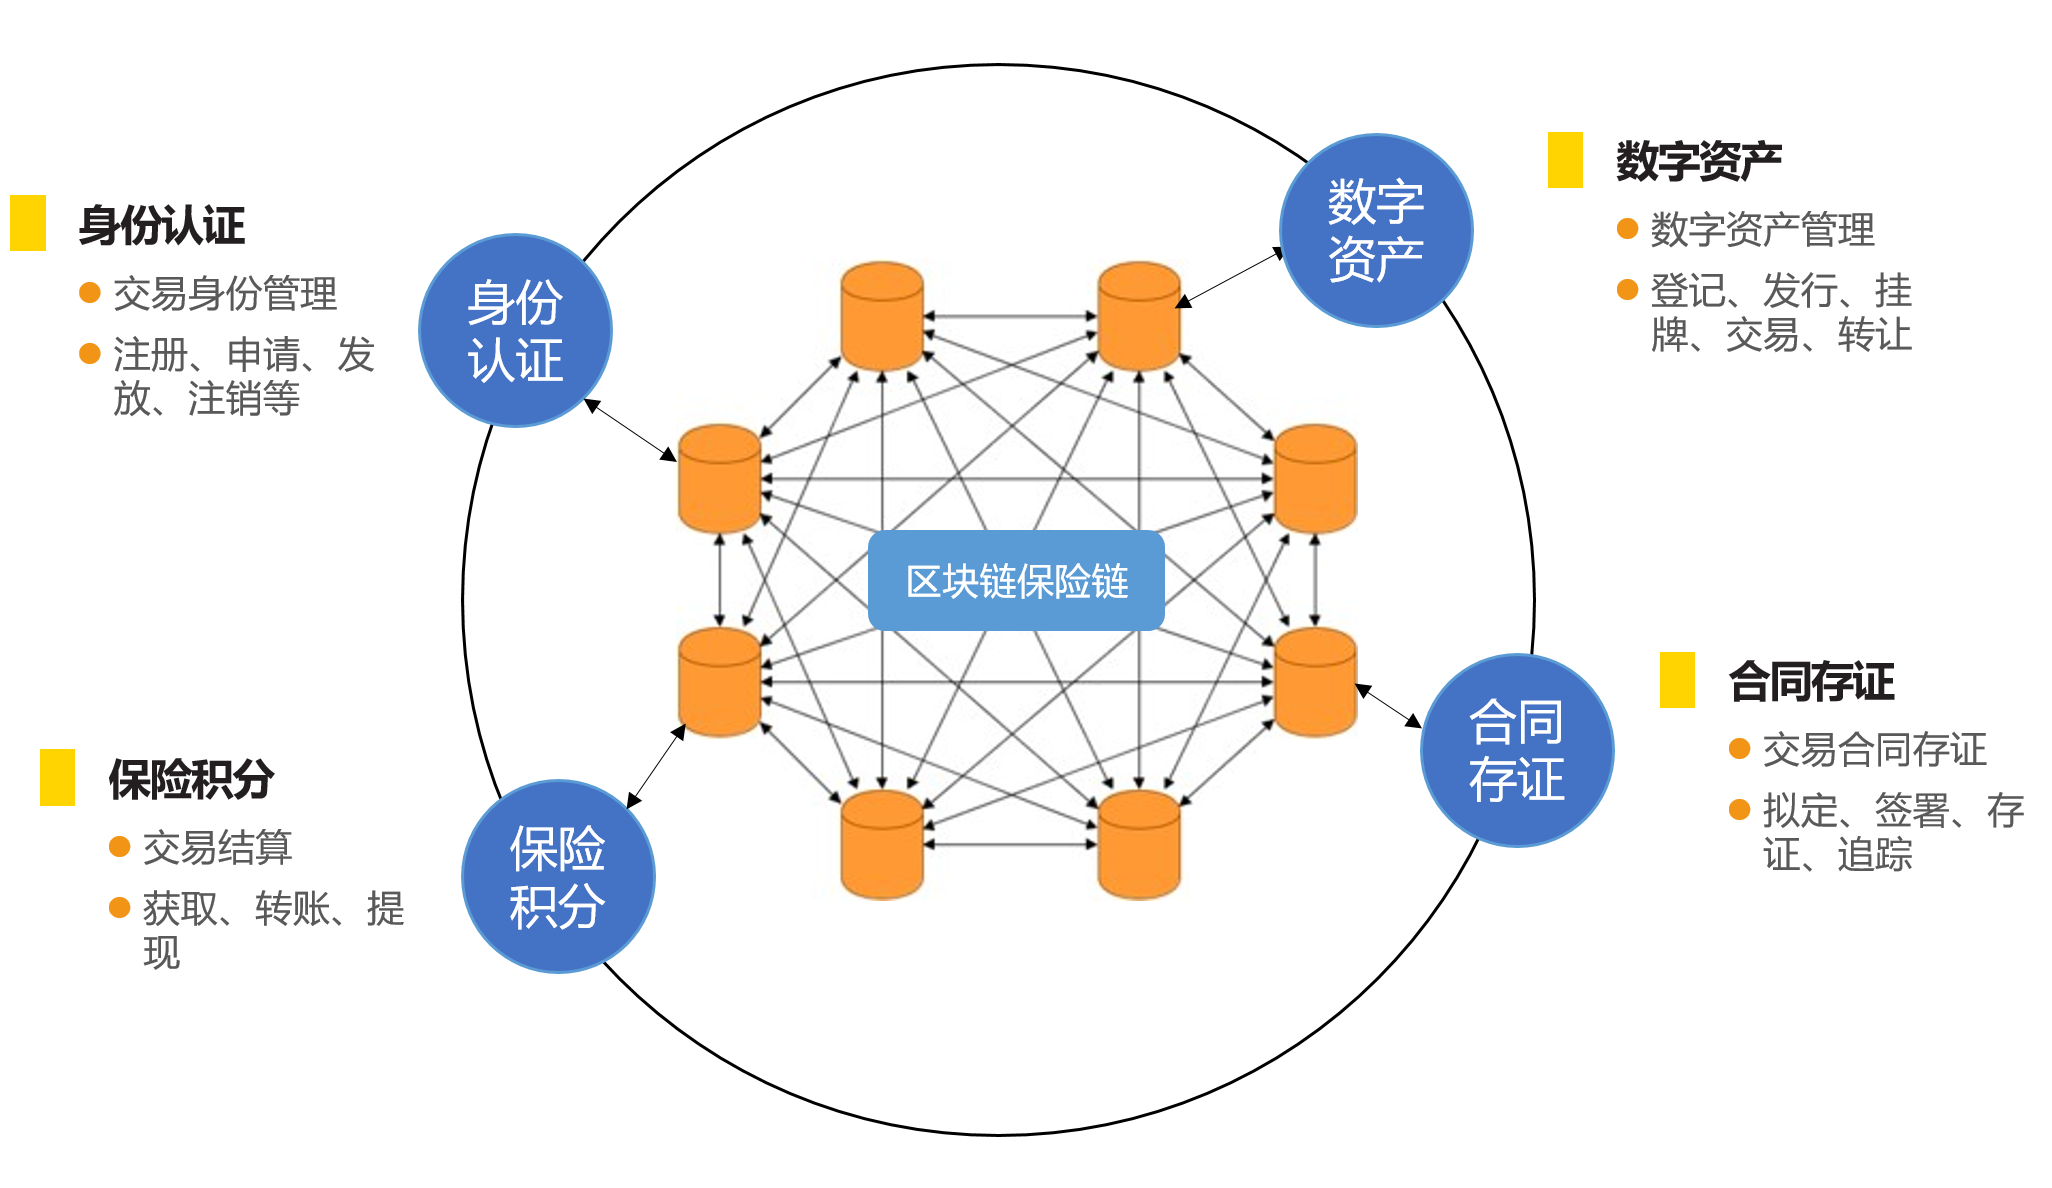 身份认证
交易身份管理
注册、申请、发
放、注销等
身份
认证
数字
资产
数字资产
数字资产管理
登记、发行、挂
牌、交易、转让
区块链保险链
保险积分
交易结算
获取、转账、提
现
保险
积分
合同
存证
合同存证
交易合同存证
拟定、签署、存
证、追踪